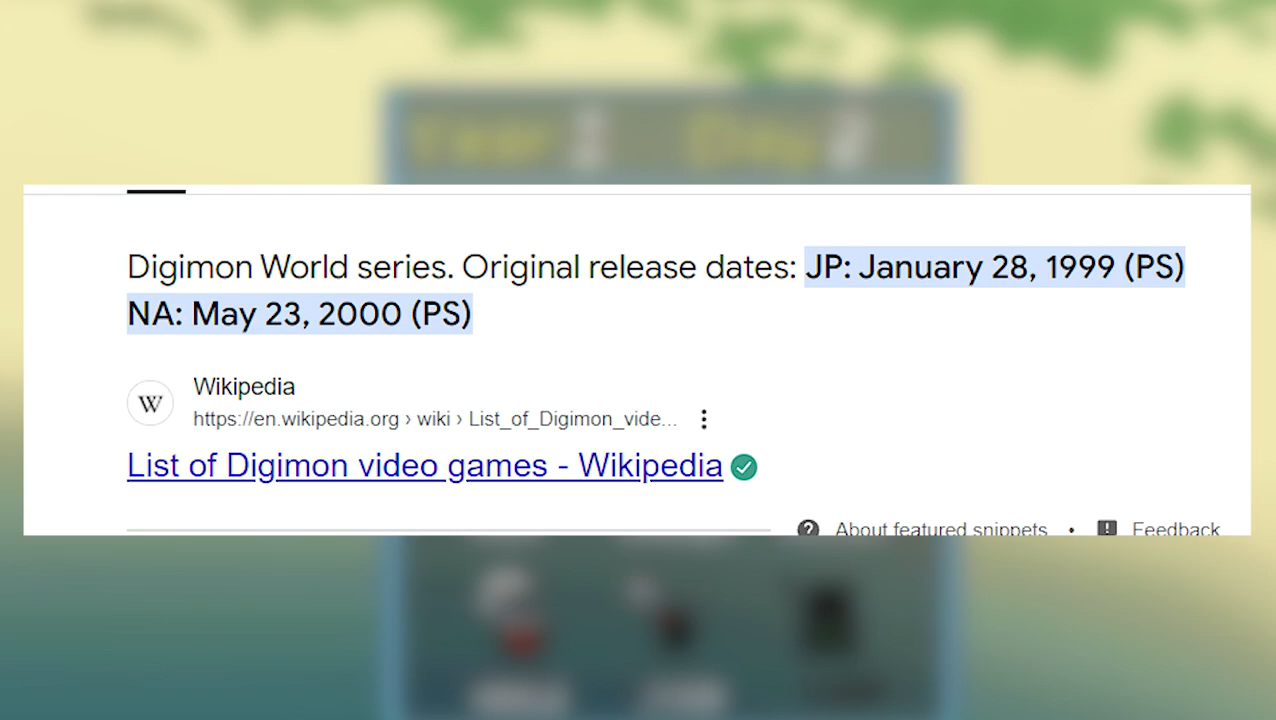 Digimon World series. Original release dates: JP: January 28, 1999 (PS)
NA: May 23, 2000 (PS)
W
Wikipedia
https://en.wikipedia.org › wiki › List_of_Digimon_vide...
List of Digimon video games - Wikipedia
About featured snippets • Feedback